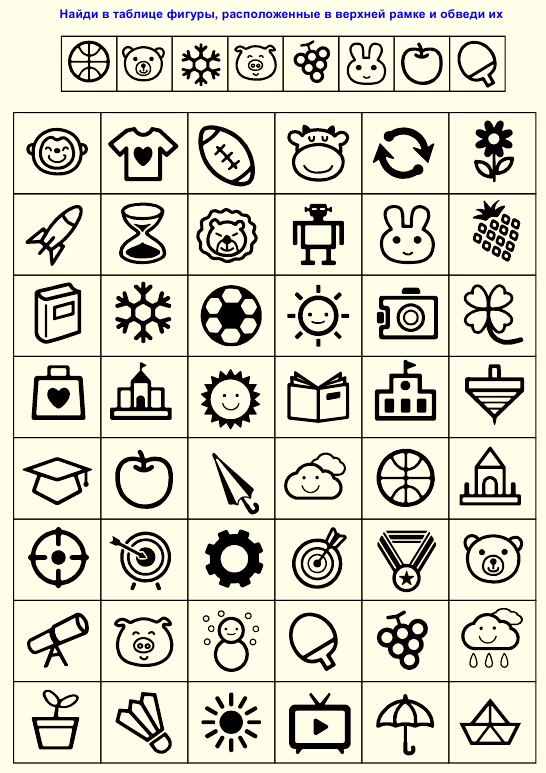 Найди в таблице фигуры, расположенные в верхней рамке и обведи их